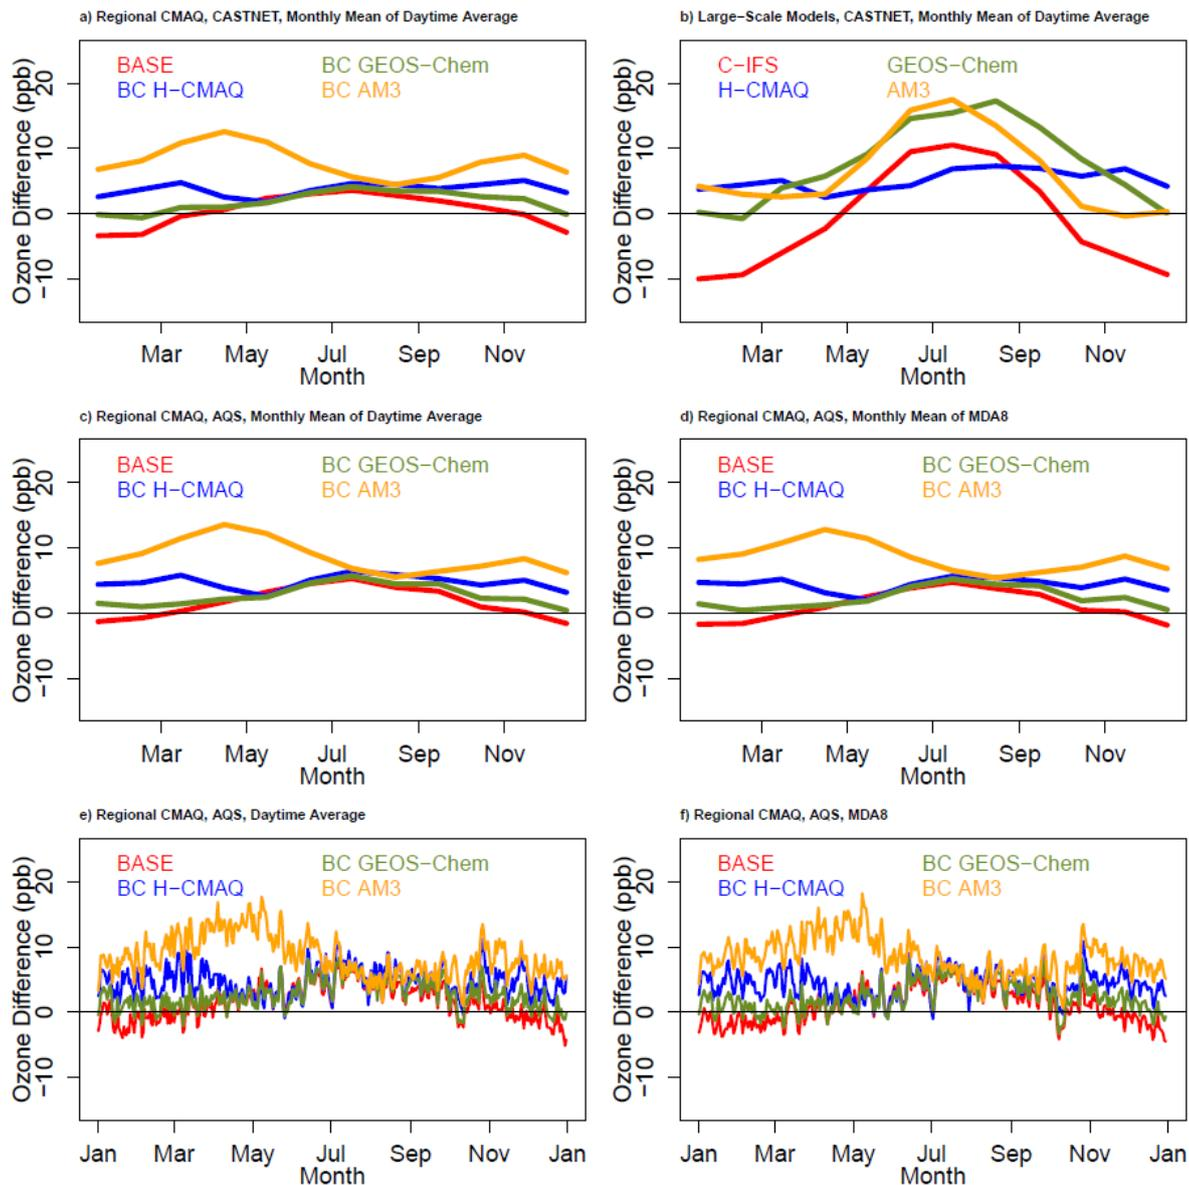 a) Regional CMAQ, CASTNET, Monthly Mean of Daytime Average
BASE BC GEOS−Chem
BC H−CMAQ BC AM3
Ozone Difference (ppb)
20
10
0
−10
Mar May Jul Sep Nov
Month
b) Large−Scale Models, CASTNET, Monthly Mean of Daytime Average
C−IFS GEOS−Chem
H−CMAQ AM3
Ozone Difference (ppb)
20
10
0
−10
Mar May Jul Sep Nov
Month
c) Regional CMAQ, AQS, Monthly Mean of Daytime Average
BASE BC GEOS−Chem
BC H−CMAQ BC AM3
Ozone Difference (ppb)
20
10
0
−10
Mar May Jul Sep Nov
Month
d) Regional CMAQ, AQS, Monthly Mean of MDA8
BASE BC GEOS−Chem
BC H−CMAQ BC AM3
Ozone Difference (ppb)
20
10
0
−10
Mar May Jul Sep Nov
Month
e) Regional CMAQ, AQS, Daytime Average
BASE BC GEOS−Chem
BC H−CMAQ BC AM3
Ozone Difference (ppb)
20
10
0
−10
Jan Mar May Jul Sep Nov Jan
Month
f) Regional CMAQ, AQS, MDA8
BASE BC GEOS−Chem
BC H−CMAQ BC AM3
Ozone Difference (ppb)
20
10
0
−10
Jan Mar May Jul Sep Nov Jan
Month